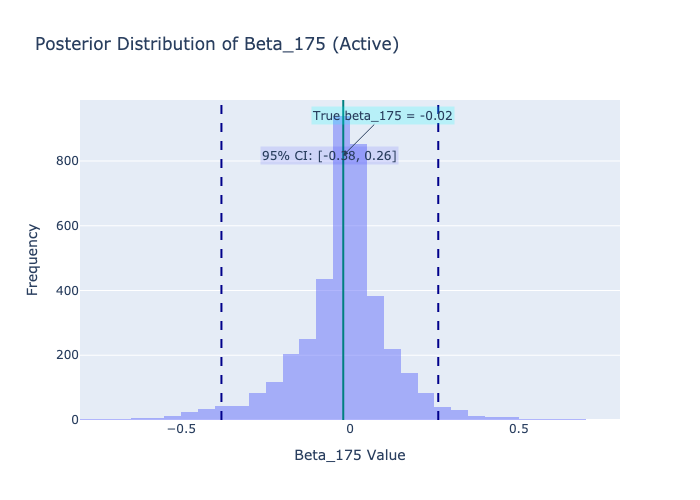 Posterior Distribution of Beta_175 (Active)
True beta_175 = -0.02
95% CI: [-0.38, 0.26]
800
600
400
200
0
Frequency
−0.5
0
0.5
Beta_175 Value